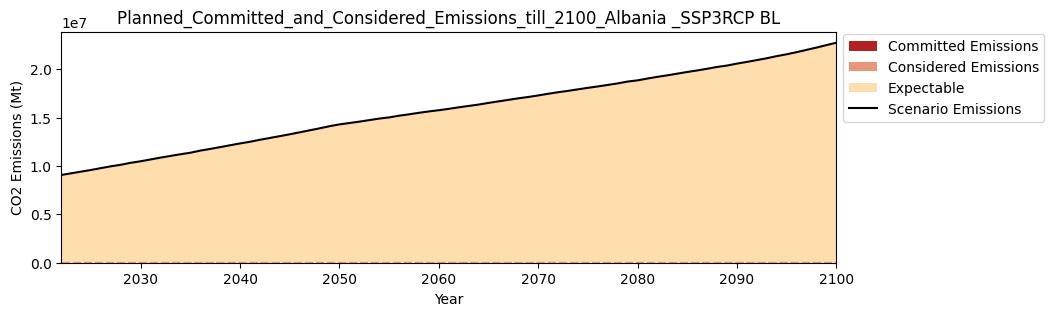 Planned_Committed_and_Considered_Emissions_till_2100_Albania _SSP3RCP BL
1e7
2.0
1.5
1.0
0.5
0.0
CO2 Emissions (Mt)
2030 2040 2050 2060 2070 2080 2090 2100
Year
Committed Emissions
Considered Emissions
Expectable
Scenario Emissions